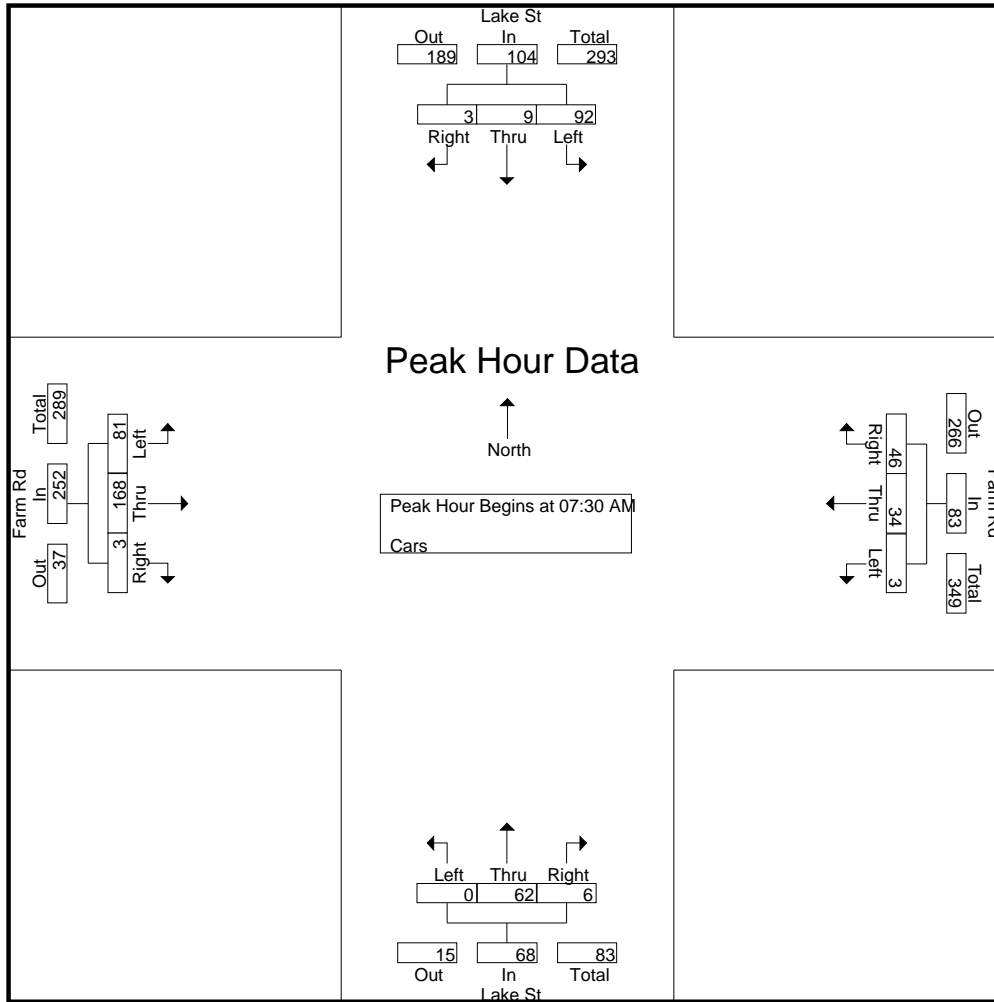 Lake St
Out In Total
189 104 293
3 9 92
Right Thru Left
Peak Hour Data
North
Peak Hour Begins at 07:30 AM
Cars
Farm Rd
Out In Total
37 252 289
Left Thru Right
81 168 3
Farm Rd
Out In Total
266 83 349
Right Thru Left
46 34 3
Left Thru Right
0 62 6
15 68 83
Out In Total
Lake St